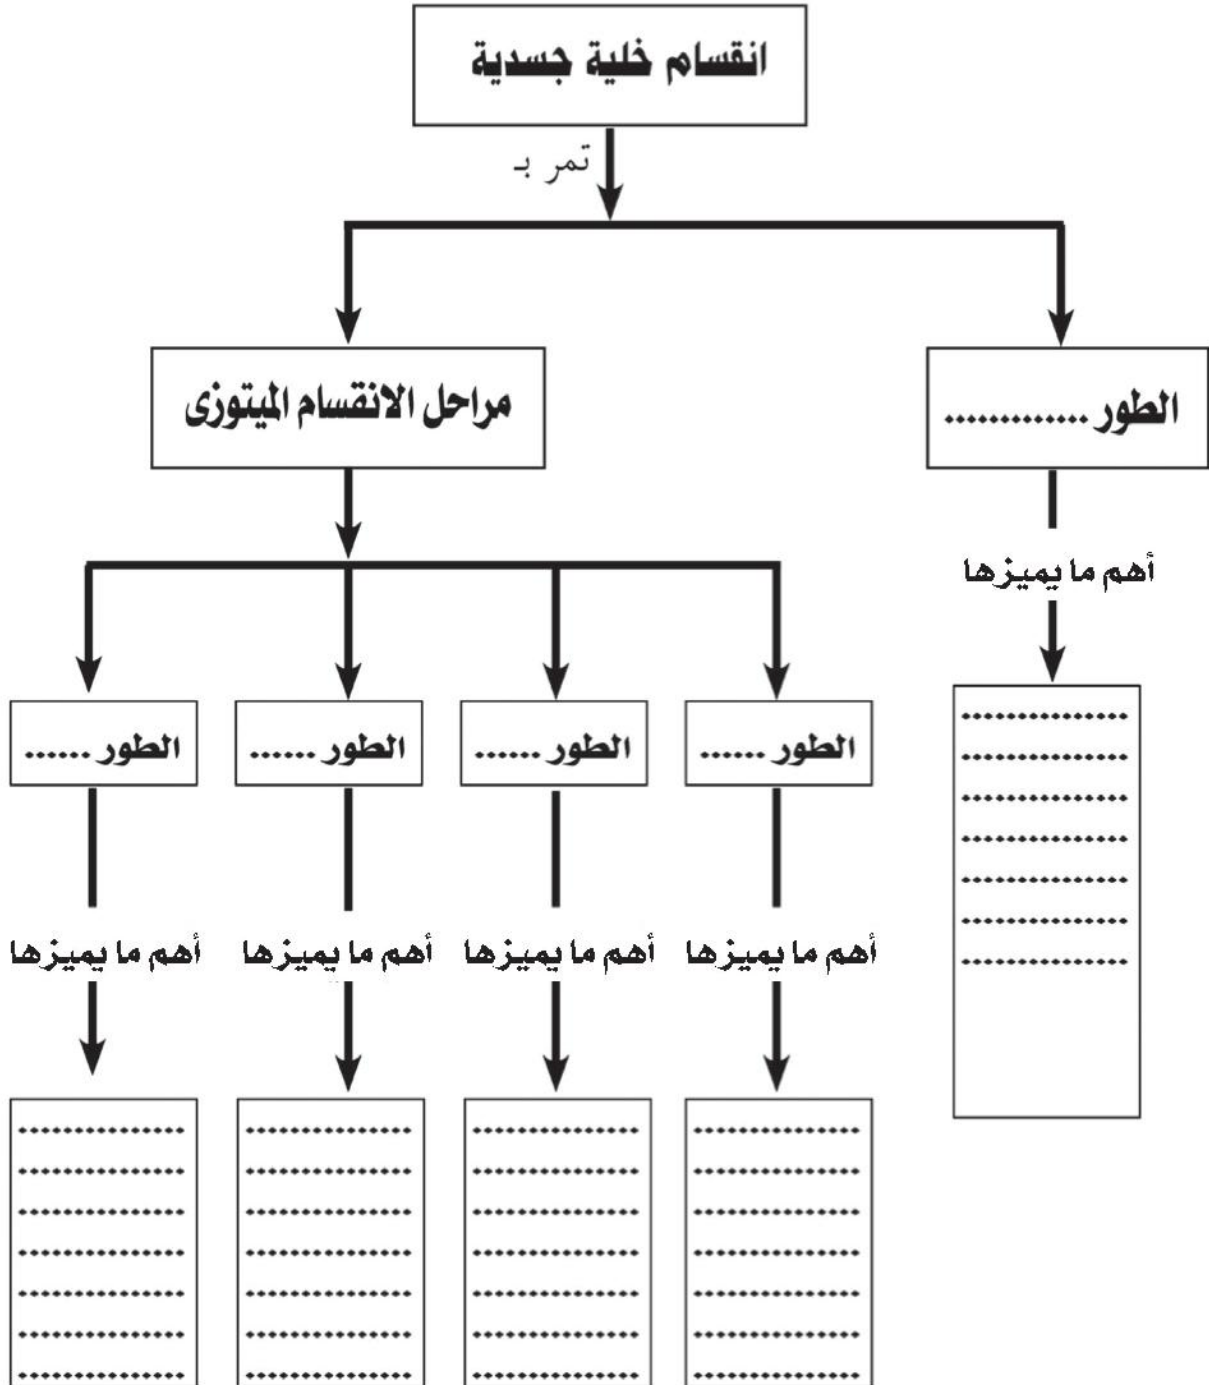 انقسام خلية جسدية
تمر بـ
الطور .............
مراحل الانقسام الميتوزى
أهم ما يميزها
الطور ......
الطور ......
الطور ......
الطور ......
أهم ما يميزها
أهم ما يميزها
أهم ما يميزها
أهم ما يميزها